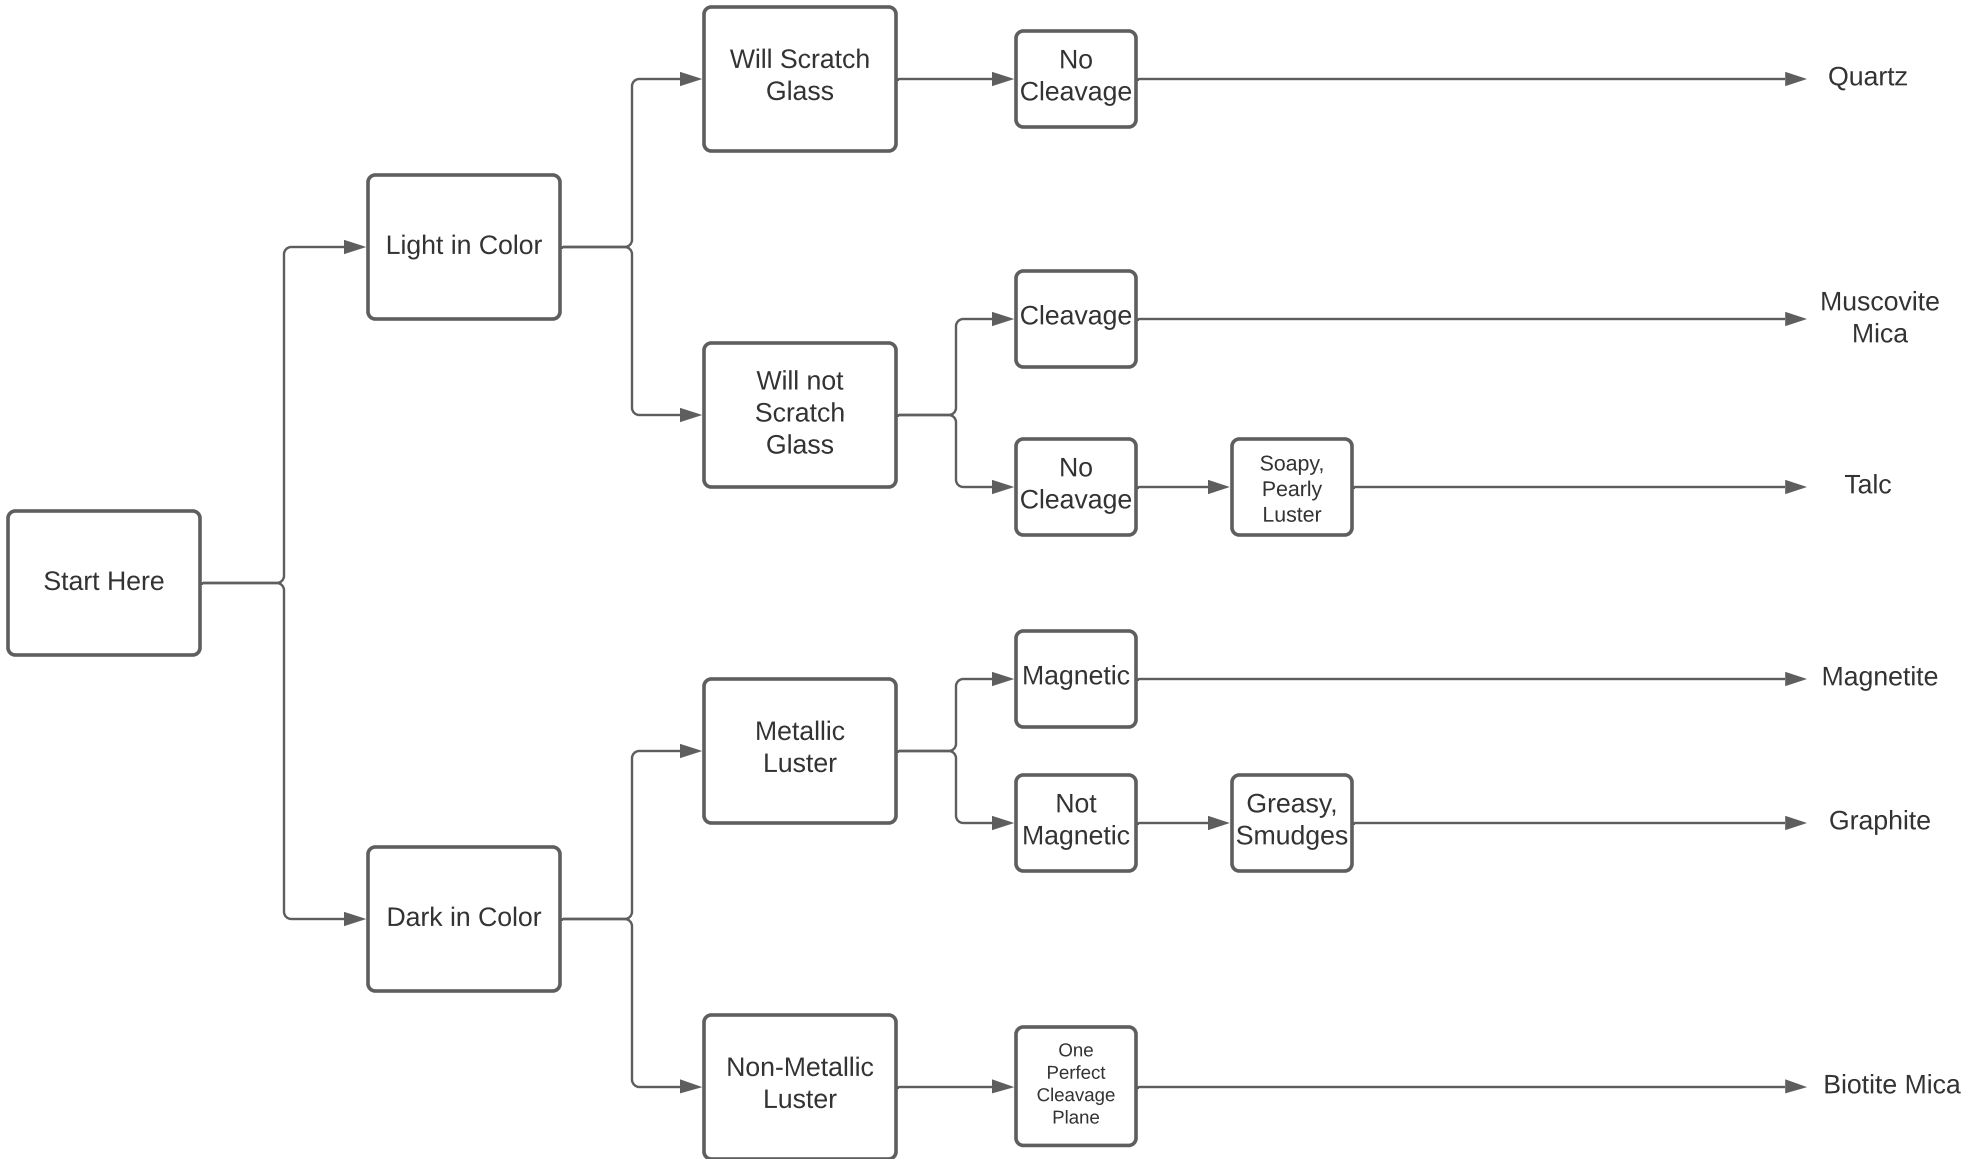 Start Here
Light in Color
Will Scratch
Glass
No
Cleavage
Quartz
Will not
Scratch
Glass
Cleavage
Muscovite
Mica
No
Cleavage
Soapy,
Pearly
Luster
Talc
Dark in Color
Metallic
Luster
Magnetic
Magnetite
Not
Magnetic
Greasy,
Smudges
Graphite
Non-Metallic
Luster
One
Perfect
Cleavage
Plane
Biotite Mica